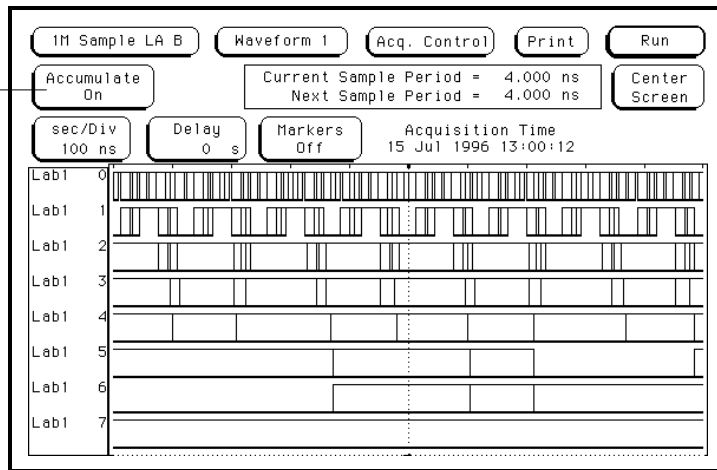 1M Sample LA B
Waveform 1
Acq. Control
Print
Run
Accumulate
On
Current Sample Period = 4.000 ns
Next Sample Period = 4.000 ns
Center
Screen
sec/Div
100 ns
Delay
0 s
Markers
Off
Acquisition Time
15 Jul 1996 13:00:12
Lab1 0
Lab1 1
Lab1 2
Lab1 3
Lab1 4
Lab1 5
Lab1 6
Lab1 7